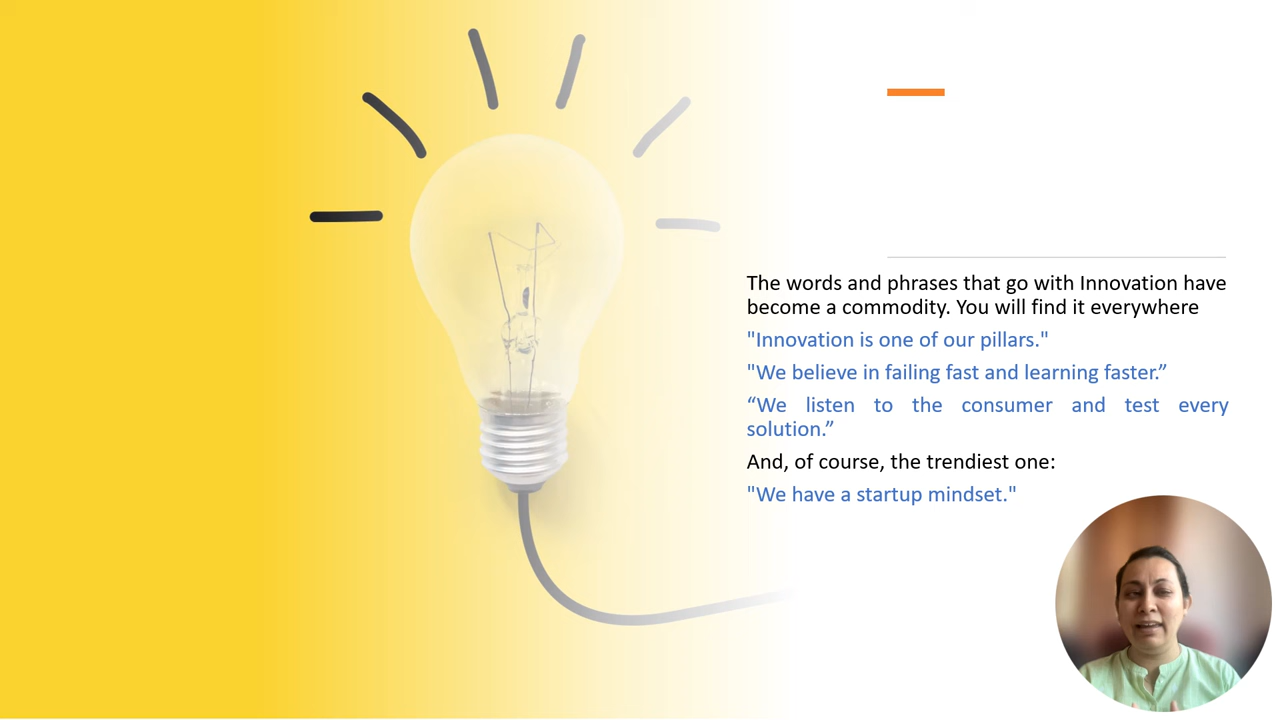 The words and phrases that go with Innovation have
become a commodity. You will find it everywhere
"Innovation is one of our pillars."
"We believe in failing fast and learning faster.”
“We listen to the consumer and test every
solution.”
And, of course, the trendiest one:
"We have a startup mindset."